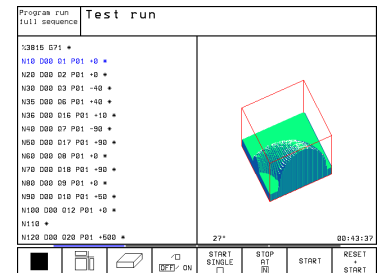 Program run
full sequence
Test run
%3815 G71 *
N10 D00 Q1 P01 +0 *
N20 D00 Q2 P01 +0 *
N30 D00 Q3 P01 -40 *
N35 D00 Q6 P01 +40 *
N36 D00 Q16 P01 +10 *
N40 D00 Q7 P01 -90 *
N50 D00 Q17 P01 +90 *
N60 D00 Q8 P01 +0 *
N70 D00 Q18 P01 +90 *
N80 D00 Q9 P01 +0 *
N90 D00 Q10 P01 +50 *
N100 D00 Q12 P01 +0 *
N110 *
N120 D00 Q20 P01 +500 *
27°
00:43:37
OFF / ON
START
SINGLE
STOP
AT
N
START
RESET
+
START